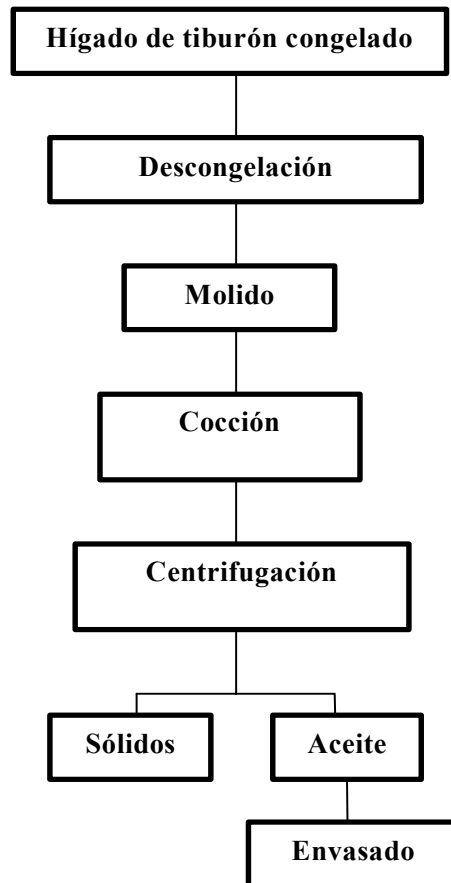 Hígado de tiburón congelado
Descongelación
Molido
Cocción
Centrifugación
Sólidos
Aceite
Envasado